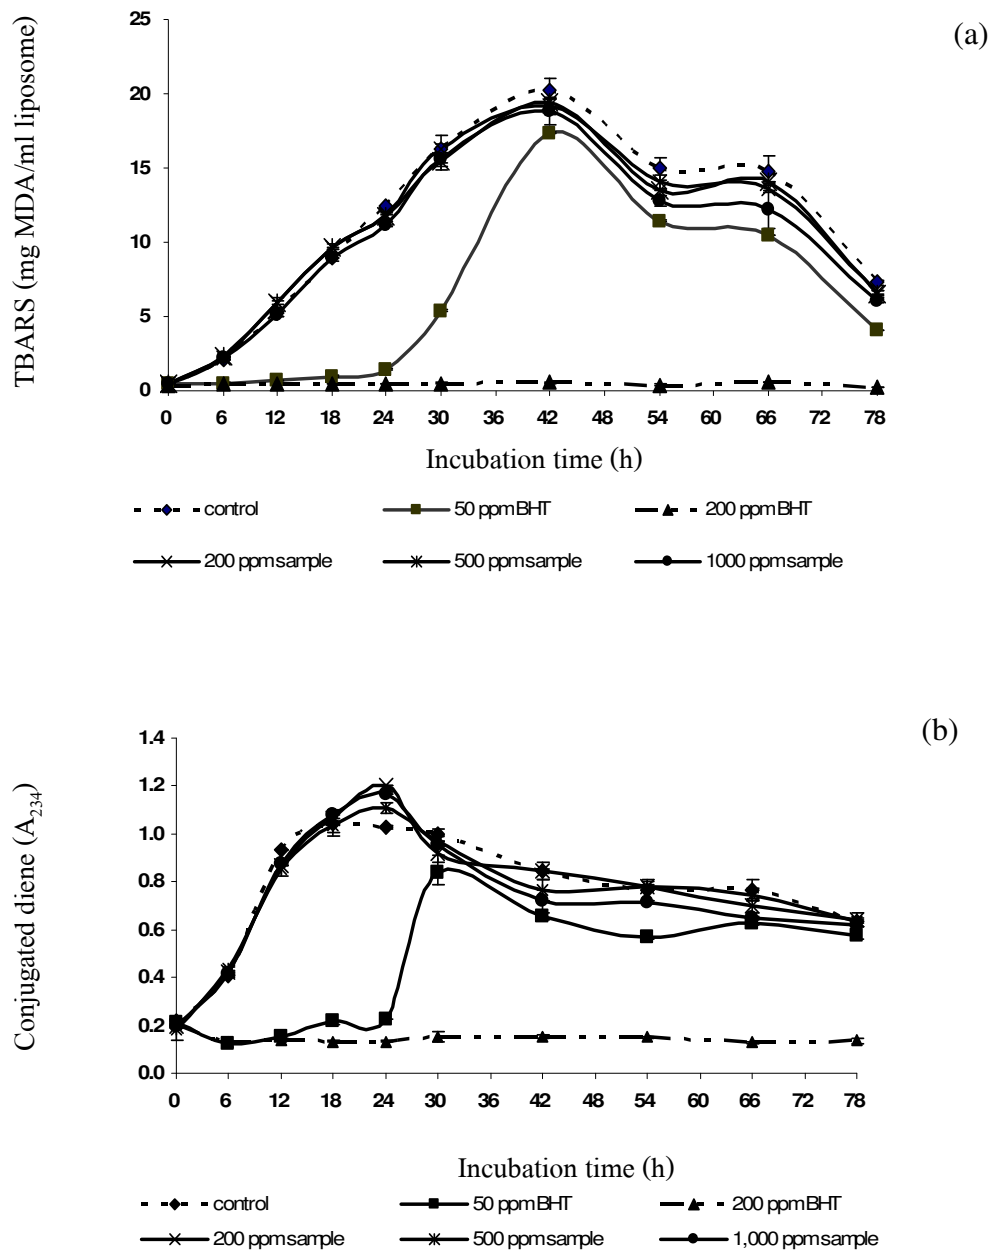 (a)
TBARS (mg MDA/ml liposome)
25
20
15
10
5
0
0 6 12 18 24 30 36 42 48 54 60 66 72 78
Incubation time (h)
control 50 ppm BHT 200 ppm BHT
200 ppm sample 500 ppm sample 1000 ppm sample
(b)
Conjugated diene (A234)
1.4
1.2
1.0
0.8
0.6
0.4
0.2
0.0
0 6 12 18 24 30 36 42 48 54 60 66 72 78
Incubation time (h)
control 50 ppm BHT 200 ppm BHT
200 ppm sample 500 ppm sample 1,000 ppm sample